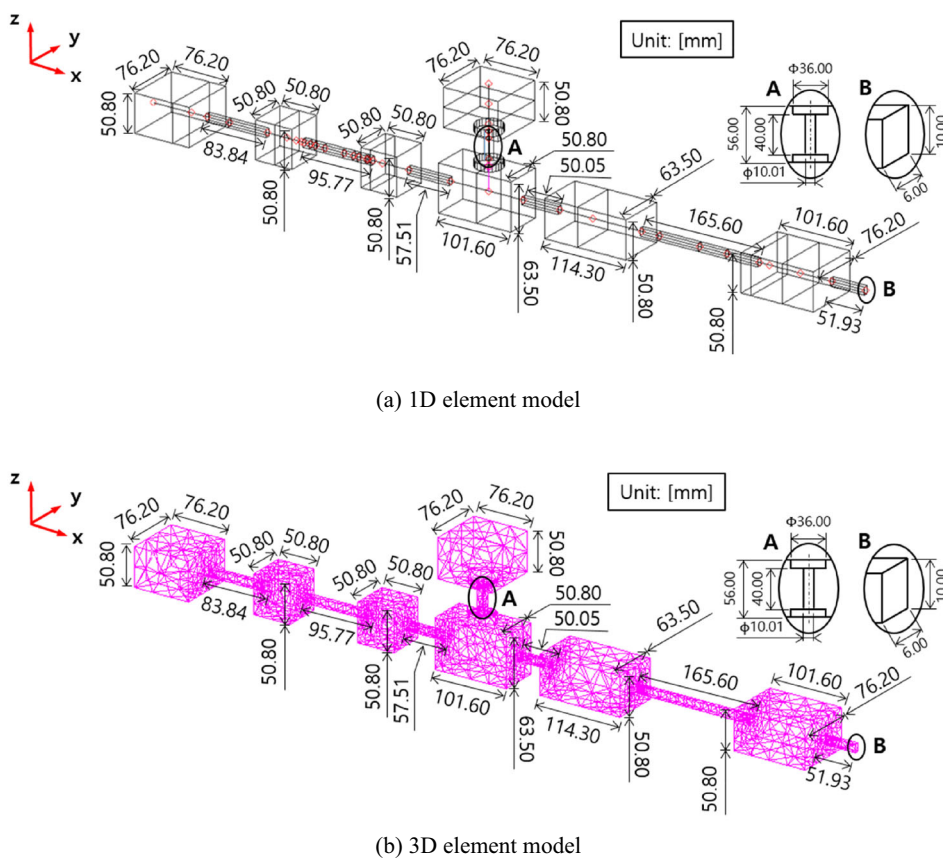 z
y
x
Unit: [mm]
76.20
76.20
50.80
83.84
50.80
50.80
50.80
95.77
50.80
50.80
50.80
57.51
76.20
76.20
50.80
A
50.80
50.05
101.60
63.50
63.50
114.30
50.80
165.60
101.60
76.20
50.80
51.93
B
A
Φ36.00
56.00
40.00
Φ10.01
B
10.00
6.00
(a) 1D element model
z
y
x
Unit: [mm]
76.20
76.20
50.80
83.84
50.80
50.80
50.80
95.77
50.80
50.80
50.80
57.51
76.20
76.20
50.80
A
50.80
50.05
101.60
63.50
63.50
114.30
50.80
165.60
101.60
76.20
50.80
51.93
B
A
Φ36.00
56.00
40.00
Φ10.01
B
10.00
6.00
(b) 3D element model